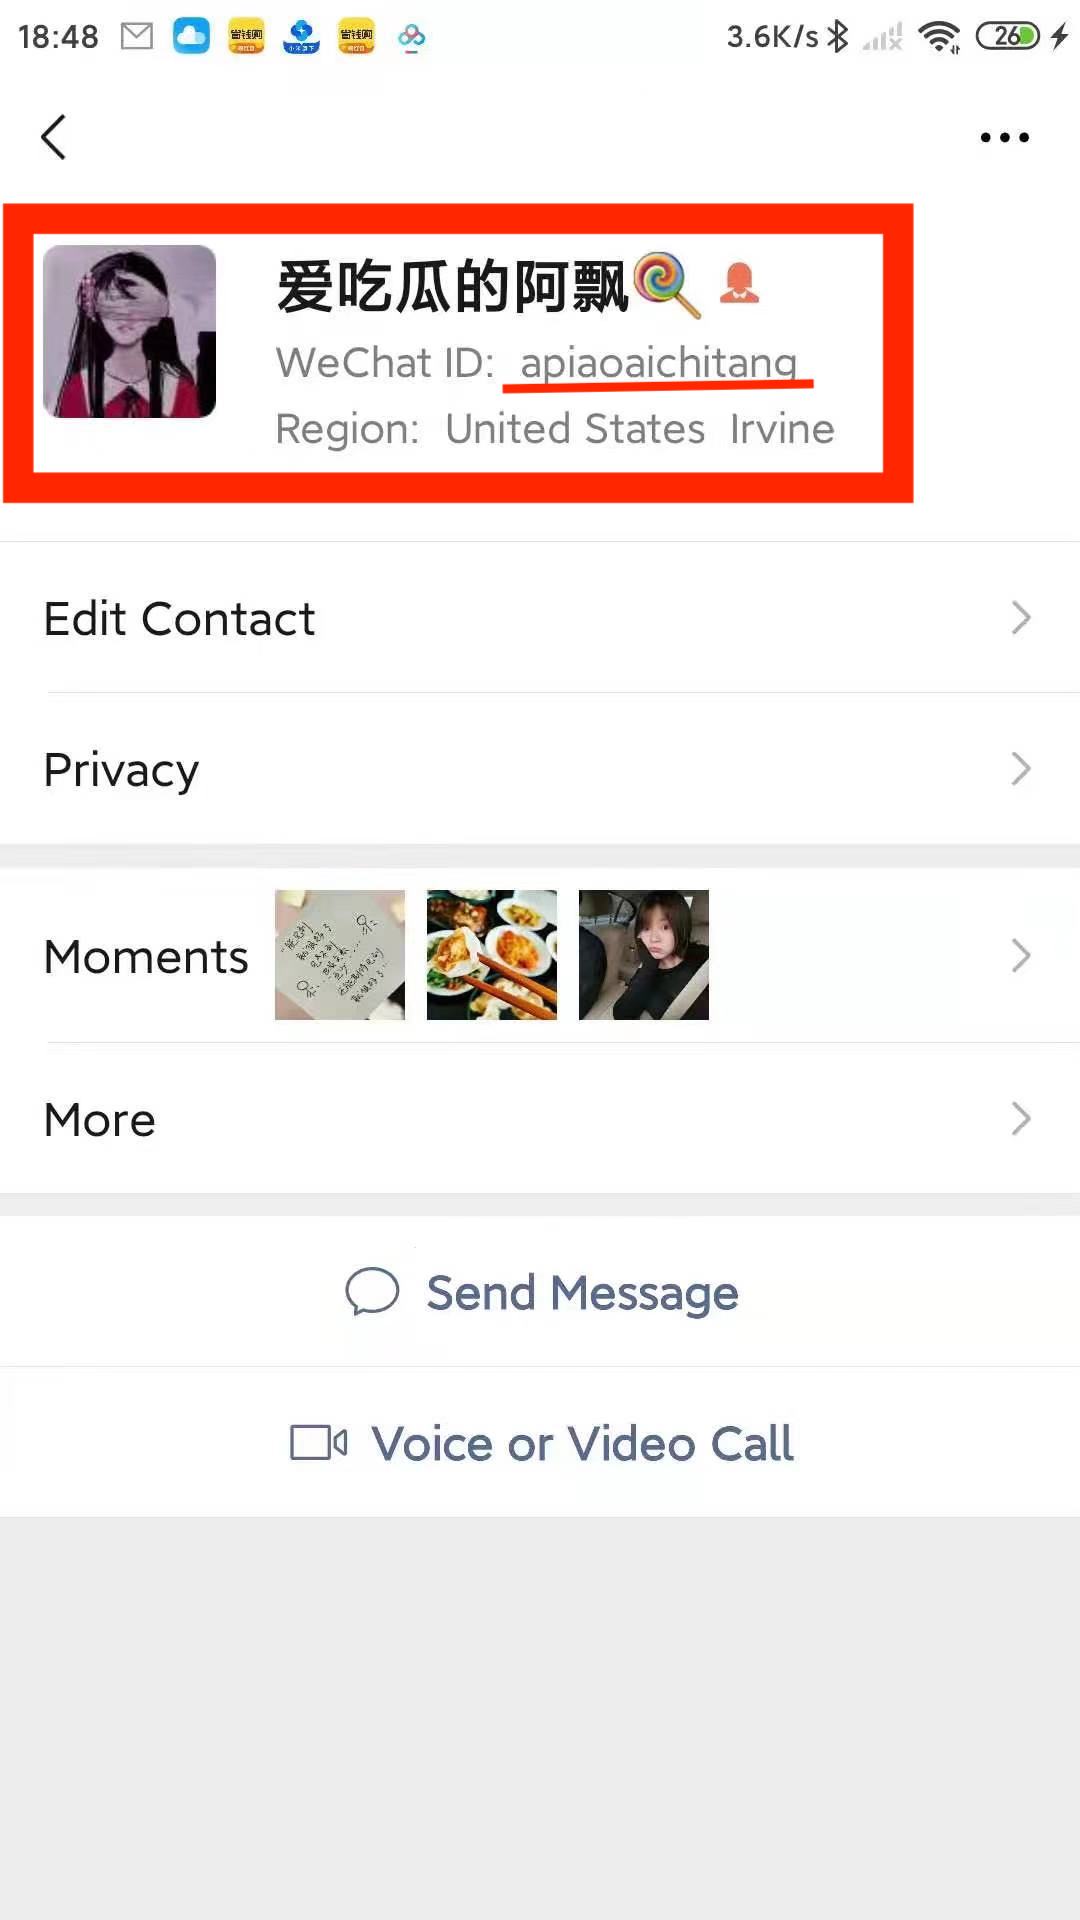 18:48
3.6K/s
26
爱吃瓜的阿飘
WeChat ID: apiaoaichitang
Region: United States Irvine
Edit Contact
Privacy
Moments
More
Send Message
Voice or Video Call